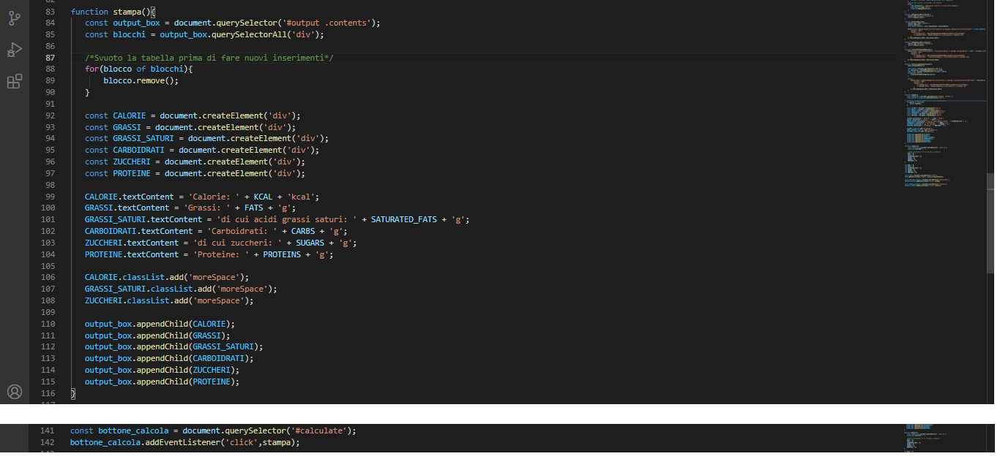 83 function stampa(){
84 const output_box = document.querySelector('#output .contents');
85 const blocchi = output_box.querySelectorAll('div');
86
87 /*Svuoto la tabella prima di fare nuovi inserimenti*/
88 for(blocco of blocchi){
89 blocco.remove();
90 }
91
92 const CALORIE = document.createElement('div');
93 const GRASSI = document.createElement('div');
94 const GRASSI_SATURI = document.createElement('div');
95 const CARBOIDRATI = document.createElement('div');
96 const ZUCCHERI = document.createElement('div');
97 const PROTEINE = document.createElement('div');
98
99 CALORIE.textContent = 'Calorie: ' + KCAL + 'kcal';
100 GRASSI.textContent = 'Grassi: ' + FATS + 'g';
101 GRASSI_SATURI.textContent = 'di cui acidi grassi saturi: ' + SATURATED_FATS + 'g';
102 CARBOIDRATI.textContent = 'Carboidrati: ' + CARBS + 'g';
103 ZUCCHERI.textContent = 'di cui zuccheri: ' + SUGARS + 'g';
104 PROTEINE.textContent = 'Proteine: ' + PROTEINS + 'g';
105
106 CALORIE.classList.add('moreSpace');
107 GRASSI_SATURI.classList.add('moreSpace');
108 ZUCCHERI.classList.add('moreSpace');
109
110 output_box.appendChild(CALORIE);
111 output_box.appendChild(GRASSI);
112 output_box.appendChild(GRASSI_SATURI);
113 output_box.appendChild(CARBOIDRATI);
114 output_box.appendChild(ZUCCHERI);
115 output_box.appendChild(PROTEINE);
116 }
141 const bottone_calcola = document.querySelector('#calculate');
142 bottone_calcola.addEventListener('click',stampa);